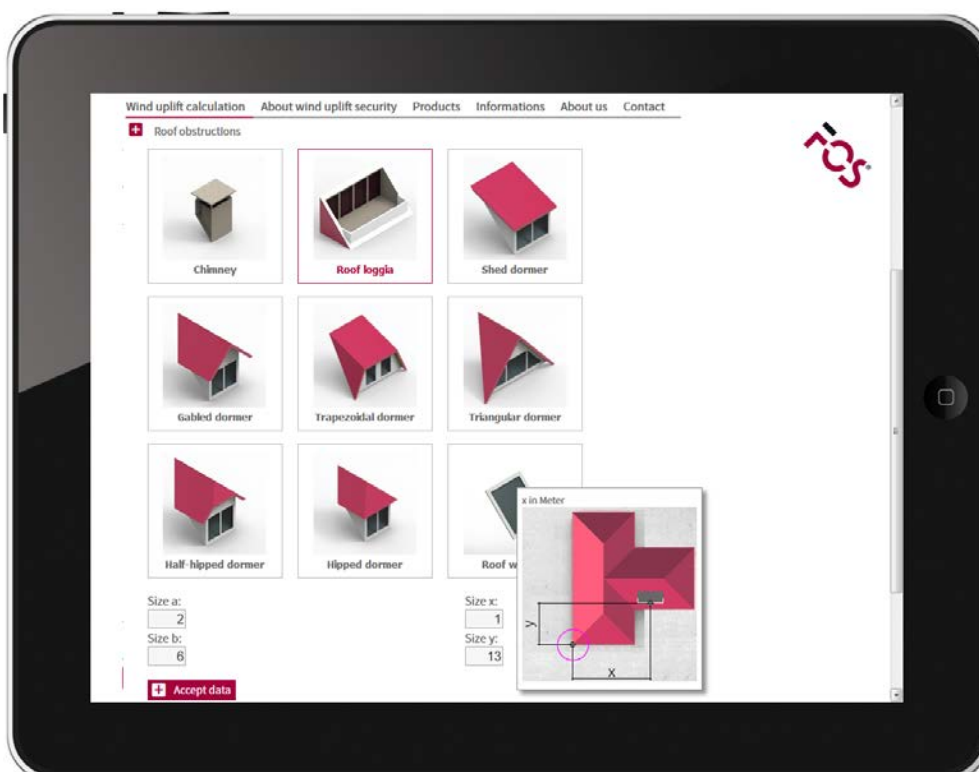 Wind uplift calculation About wind uplift security Products Informations About us Contact
Roof obstructions
FOS®
Chimney Roof loggia Shed dormer
Gabled dormer Trapezoidal dormer Triangular dormer
Half-hipped dormer Hipped dormer Roof w
x in Meter
y
x
Size a: Size x:
2 1
Size b: Size y:
6 13
Accept data